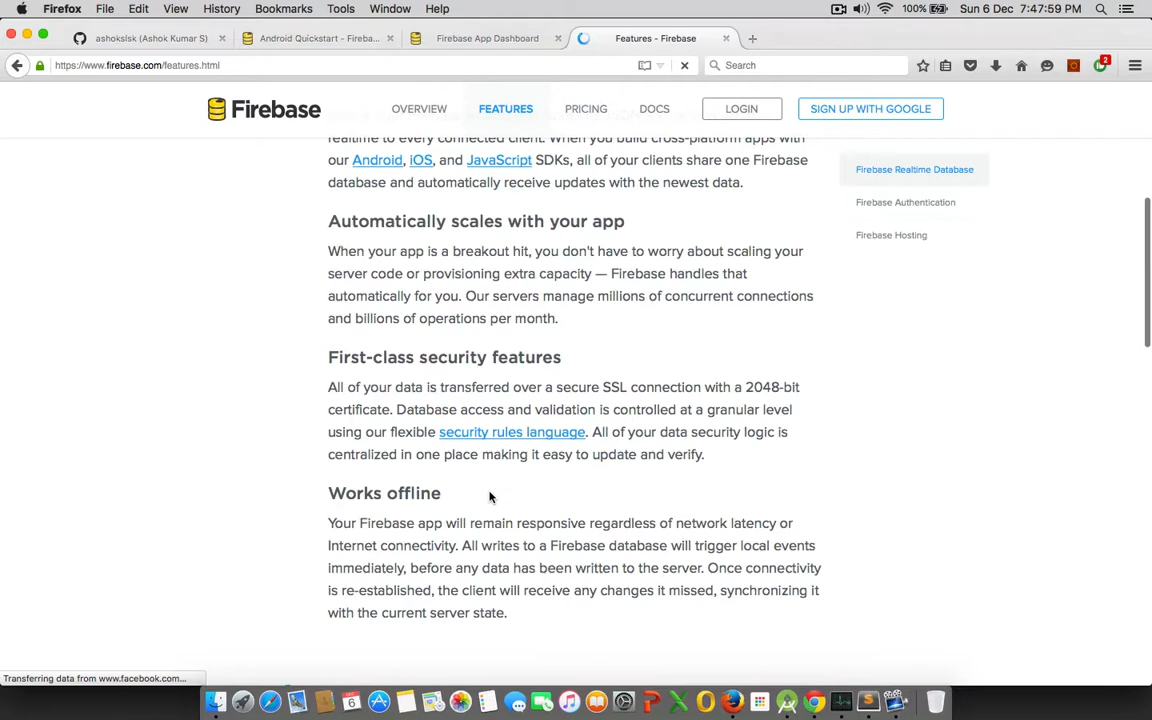 Firefox File Edit View History Bookmarks Tools Window Help 100% Sun 6 Dec 7:47:59 PM
ashokslsk (Ashok Kumar S) × Android Quickstart - Fireba... × Firebase App Dashboard × Features - Firebase × +
https://www.firebase.com/features.html Search 2
Firebase OVERVIEW FEATURES PRICING DOCS LOGIN SIGN UP WITH GOOGLE
realtime to every connected client. When you build cross-platform apps with
our Android, iOS, and JavaScript SDKs, all of your clients share one Firebase
database and automatically receive updates with the newest data.
Firebase Realtime Database
Firebase Authentication
Firebase Hosting
Automatically scales with your app
When your app is a breakout hit, you don't have to worry about scaling your
server code or provisioning extra capacity — Firebase handles that
automatically for you. Our servers manage millions of concurrent connections
and billions of operations per month.
First-class security features
All of your data is transferred over a secure SSL connection with a 2048-bit
certificate. Database access and validation is controlled at a granular level
using our flexible security rules language. All of your data security logic is
centralized in one place making it easy to update and verify.
Works offline
Your Firebase app will remain responsive regardless of network latency or
Internet connectivity. All writes to a Firebase database will trigger local events
immediately, before any data has been written to the server. Once connectivity
is re-established, the client will receive any changes it missed, synchronizing it
with the current server state.
Transferring data from www.facebook.com...
6